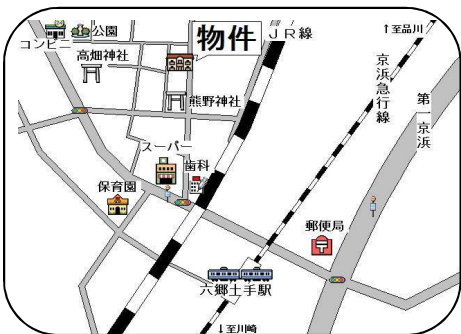 コンビニ
公園
高畑神社
物件
JR線
↑至品川
京浜急行線
第一京浜
熊野神社
スーパー
歯科
保育園
郵便局
六郷土手駅
↓至川崎